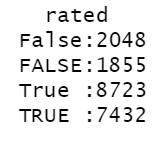 rated
False:2048
FALSE:1855
True :8723
TRUE :7432